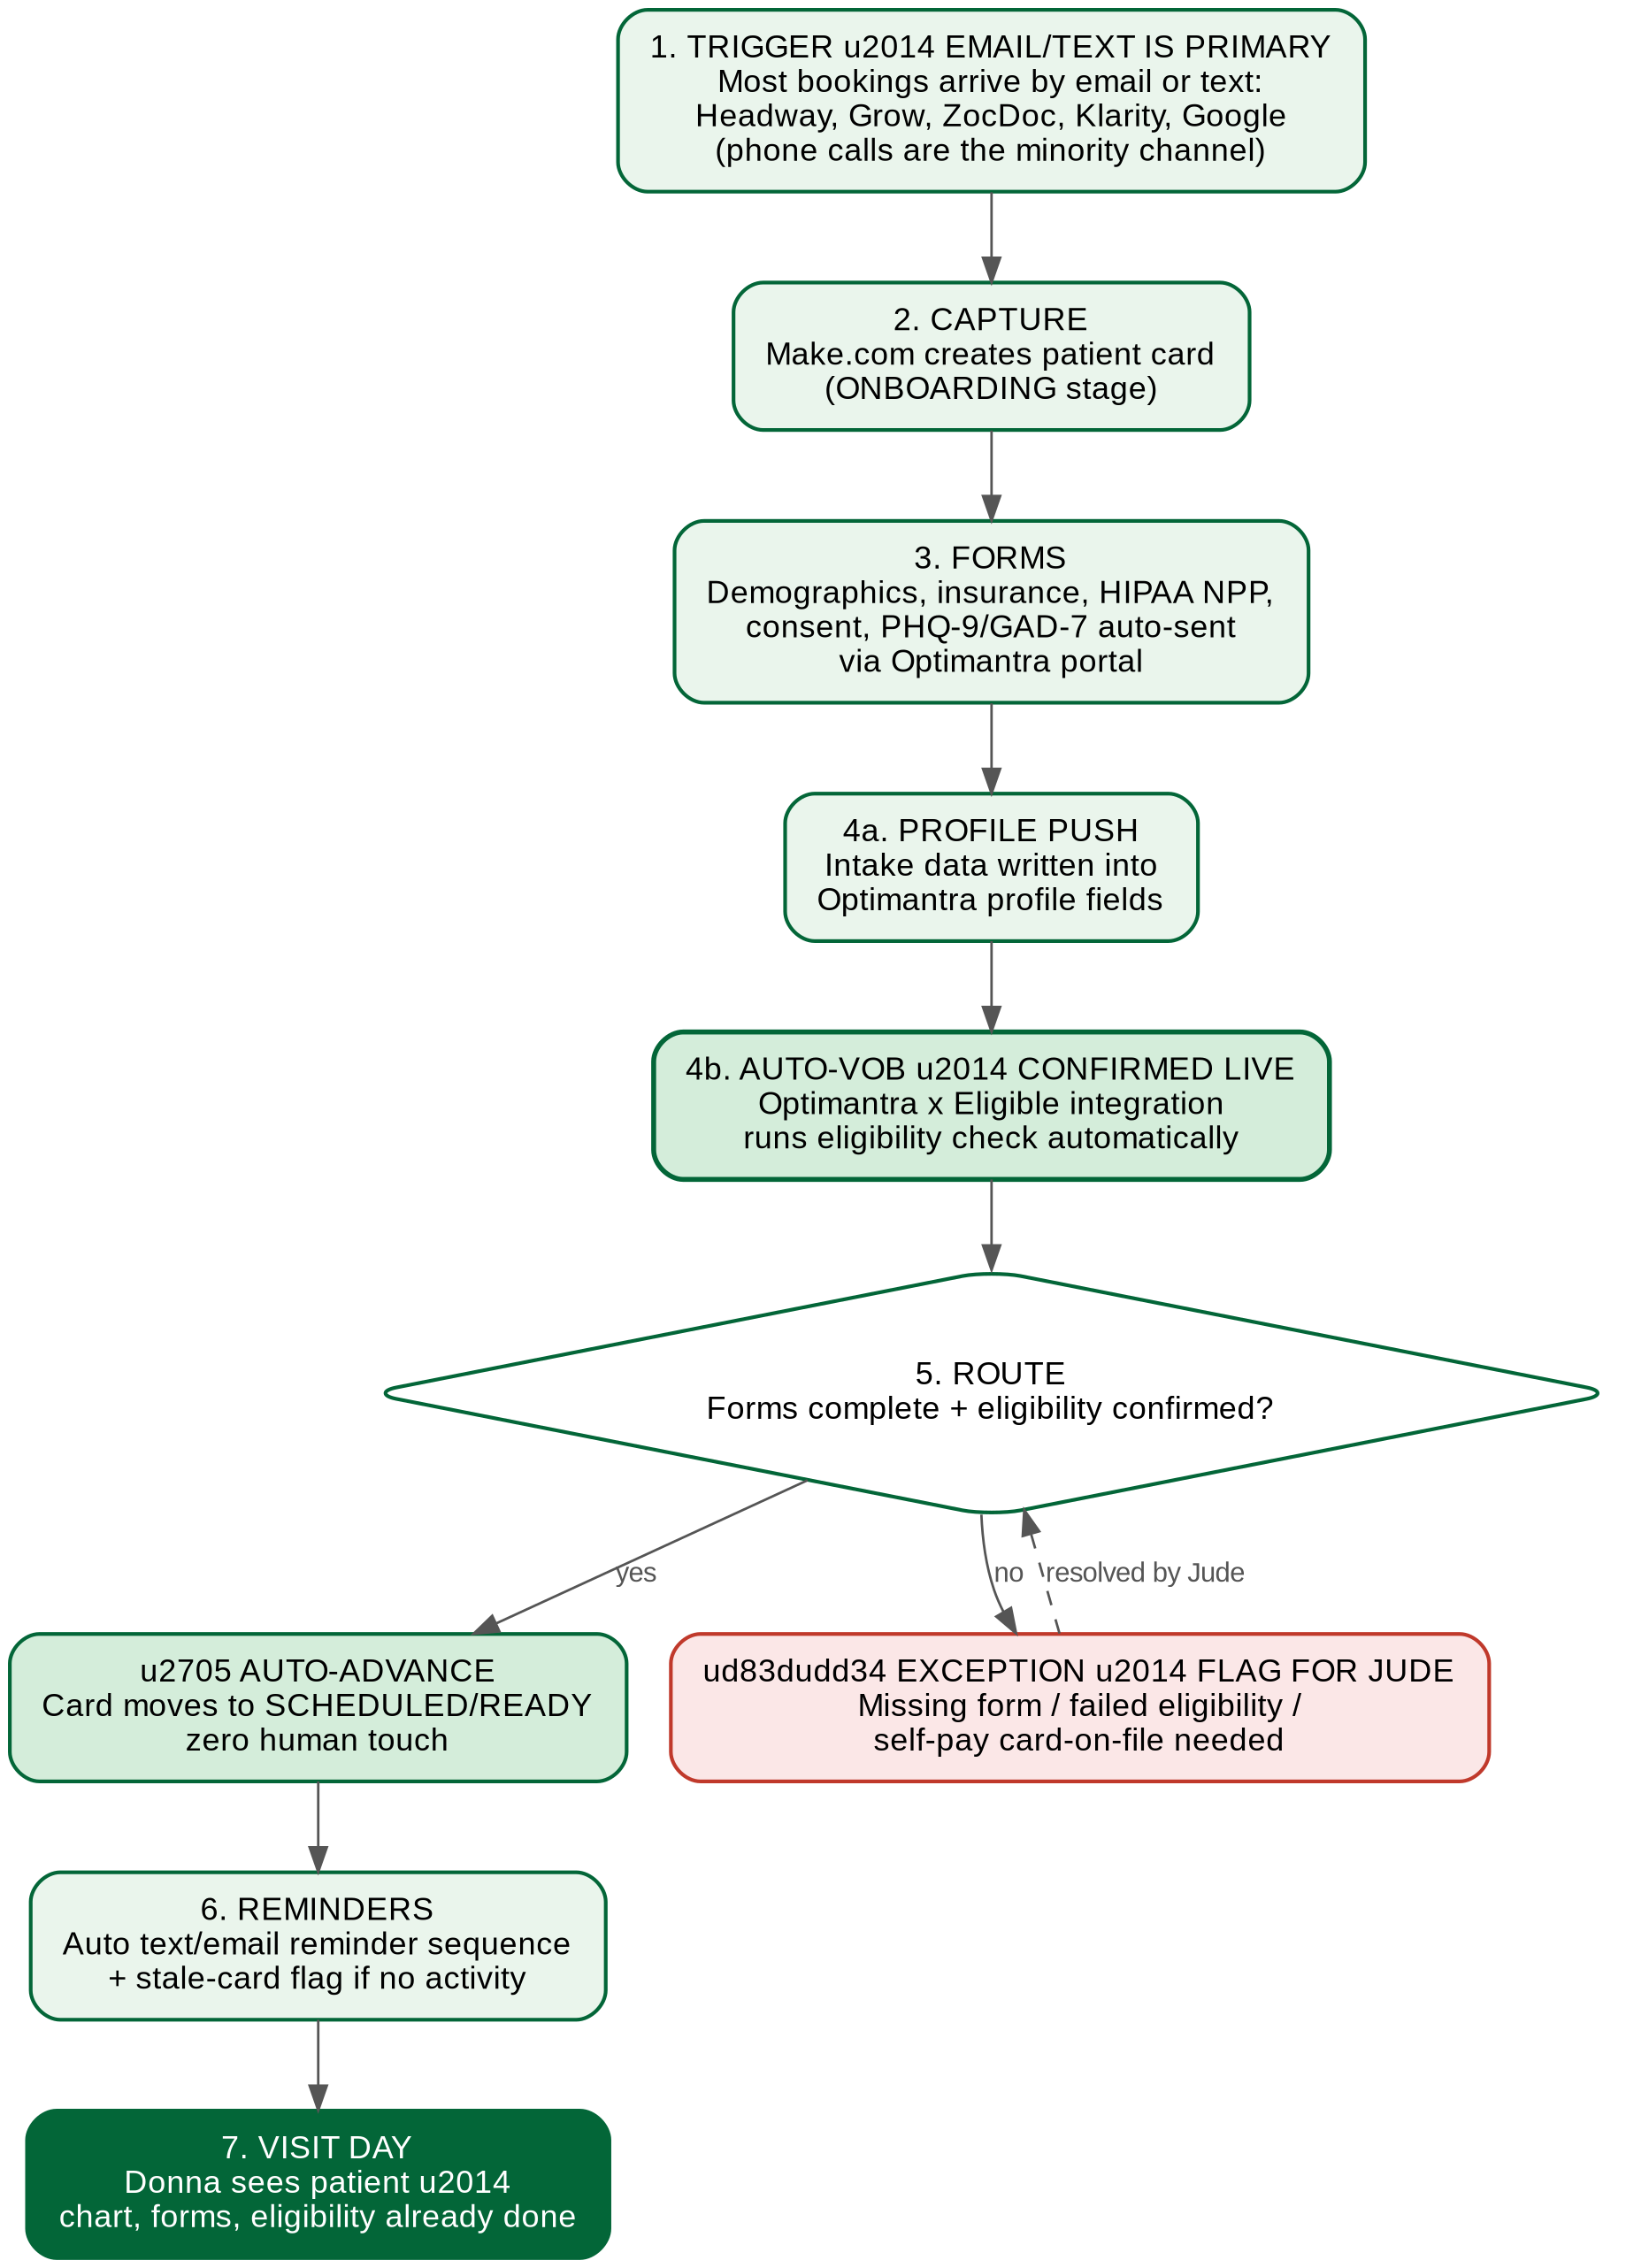 1. TRIGGER u2014 EMAIL/TEXT IS PRIMARY
Most bookings arrive by email or text:
Headway, Grow, ZocDoc, Klarity, Google
(phone calls are the minority channel)
2. CAPTURE
Make.com creates patient card
(ONBOARDING stage)
3. FORMS
Demographics, insurance, HIPAA NPP,
consent, PHQ-9/GAD-7 auto-sent
via Optimantra portal
4a. PROFILE PUSH
Intake data written into
Optimantra profile fields
4b. AUTO-VOB u2014 CONFIRMED LIVE
Optimantra x Eligible integration
runs eligibility check automatically
5. ROUTE
Forms complete + eligibility confirmed?
yes
no
resolved by Jude
u2705 AUTO-ADVANCE
Card moves to SCHEDULED/READY
zero human touch
ud83dudd34 EXCEPTION u2014 FLAG FOR JUDE
Missing form / failed eligibility /
self-pay card-on-file needed
6. REMINDERS
Auto text/email reminder sequence
+ stale-card flag if no activity
7. VISIT DAY
Donna sees patient u2014
chart, forms, eligibility already done